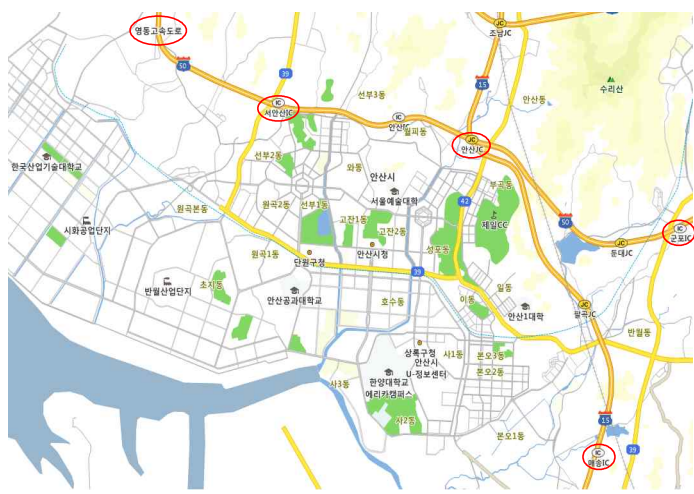 영동고속도로
조남JC
JC
50
39
15
수리산
IC
서안산IC
선부3동
IC
안산IC
월피동
안산동
JC
안산JC
한국산업기술대학교
선부2동
와동
안산시
서울예술대학
부곡동
원곡본동
원곡2동
선부1동
고잔1동
고잔2동
42
제일CC
50
IC
군포IC
시화공업단지
성포동
JC
둔대JC
원곡1동
단원구청
안산시청
39
반월산업단지
초지동
안산공과대학교
호수동
이동
일동
안산1대학
JC
팔곡JC
반월동
상록구청
사1동
본오3동
안산시
U-정보센터
본오2동
사3동
한양대학교
에리카캠퍼스
사2동
15
본오1동
39
IC
매송IC